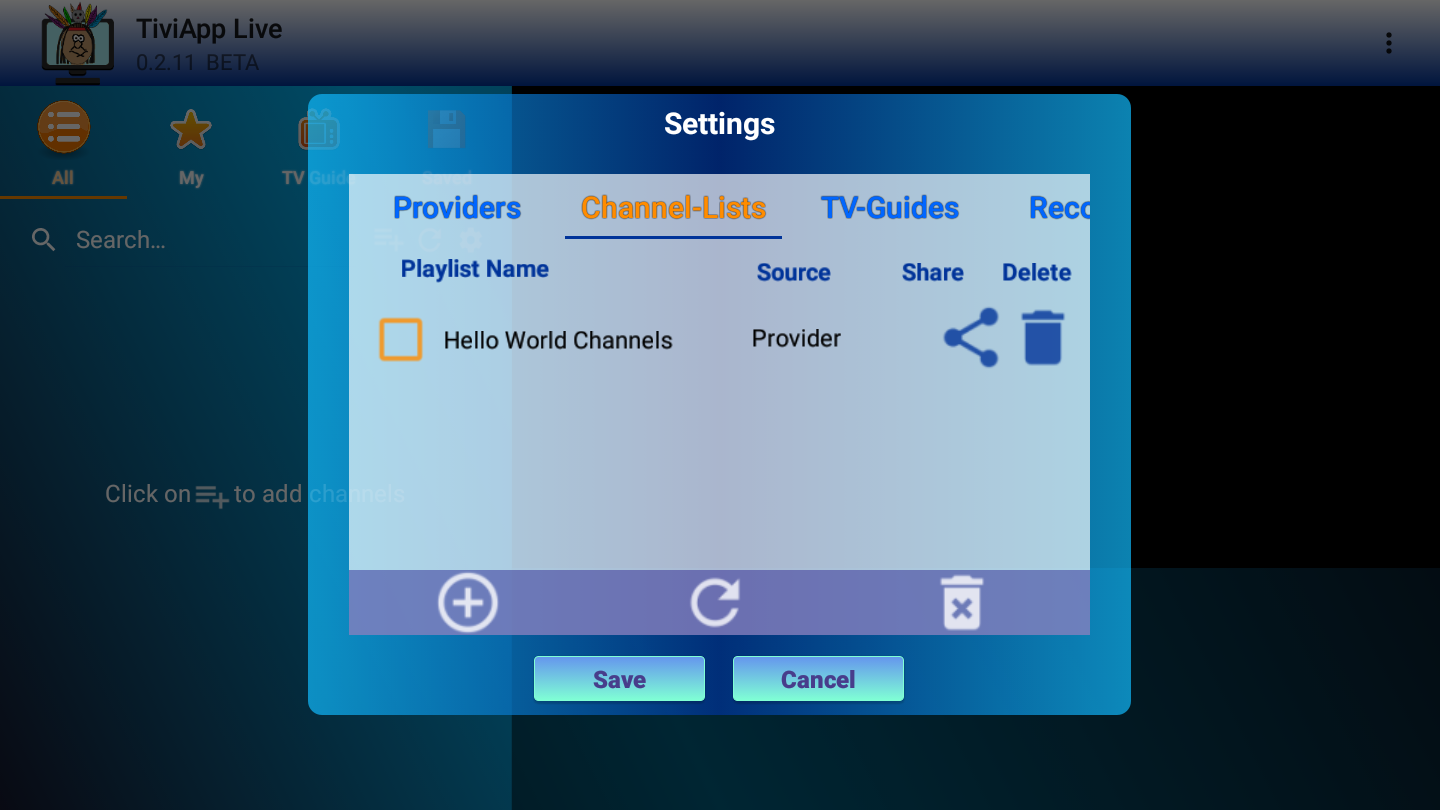 TiviApp Live
0.2.11 BETA
Settings
All
My
TV Guide
Saved
Search...
Providers
Channel-Lists
TV-Guides
Reco
Playlist Name
Source
Share
Delete
Hello World Channels
Provider
Click on to add channels
Save
Cancel